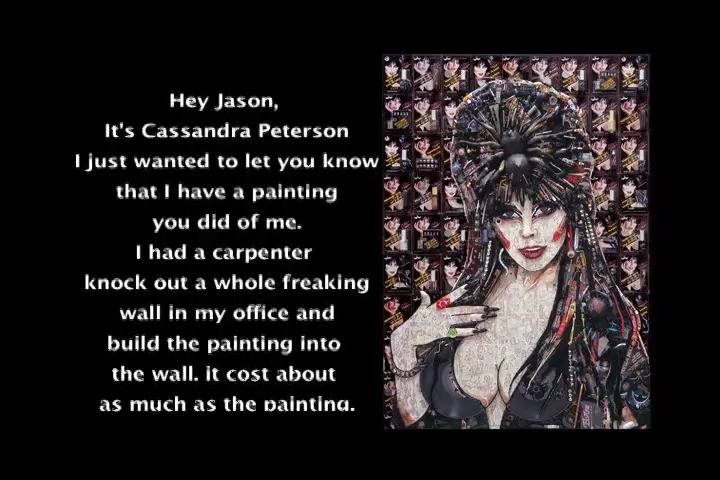 Hey Jason,
It's Cassandra Peterson
I just wanted to let you know
that I have a painting
you did of me.
I had a carpenter
knock out a whole freaking
wall in my office and
build the painting into
the wall. it cost about
as much as the painting.